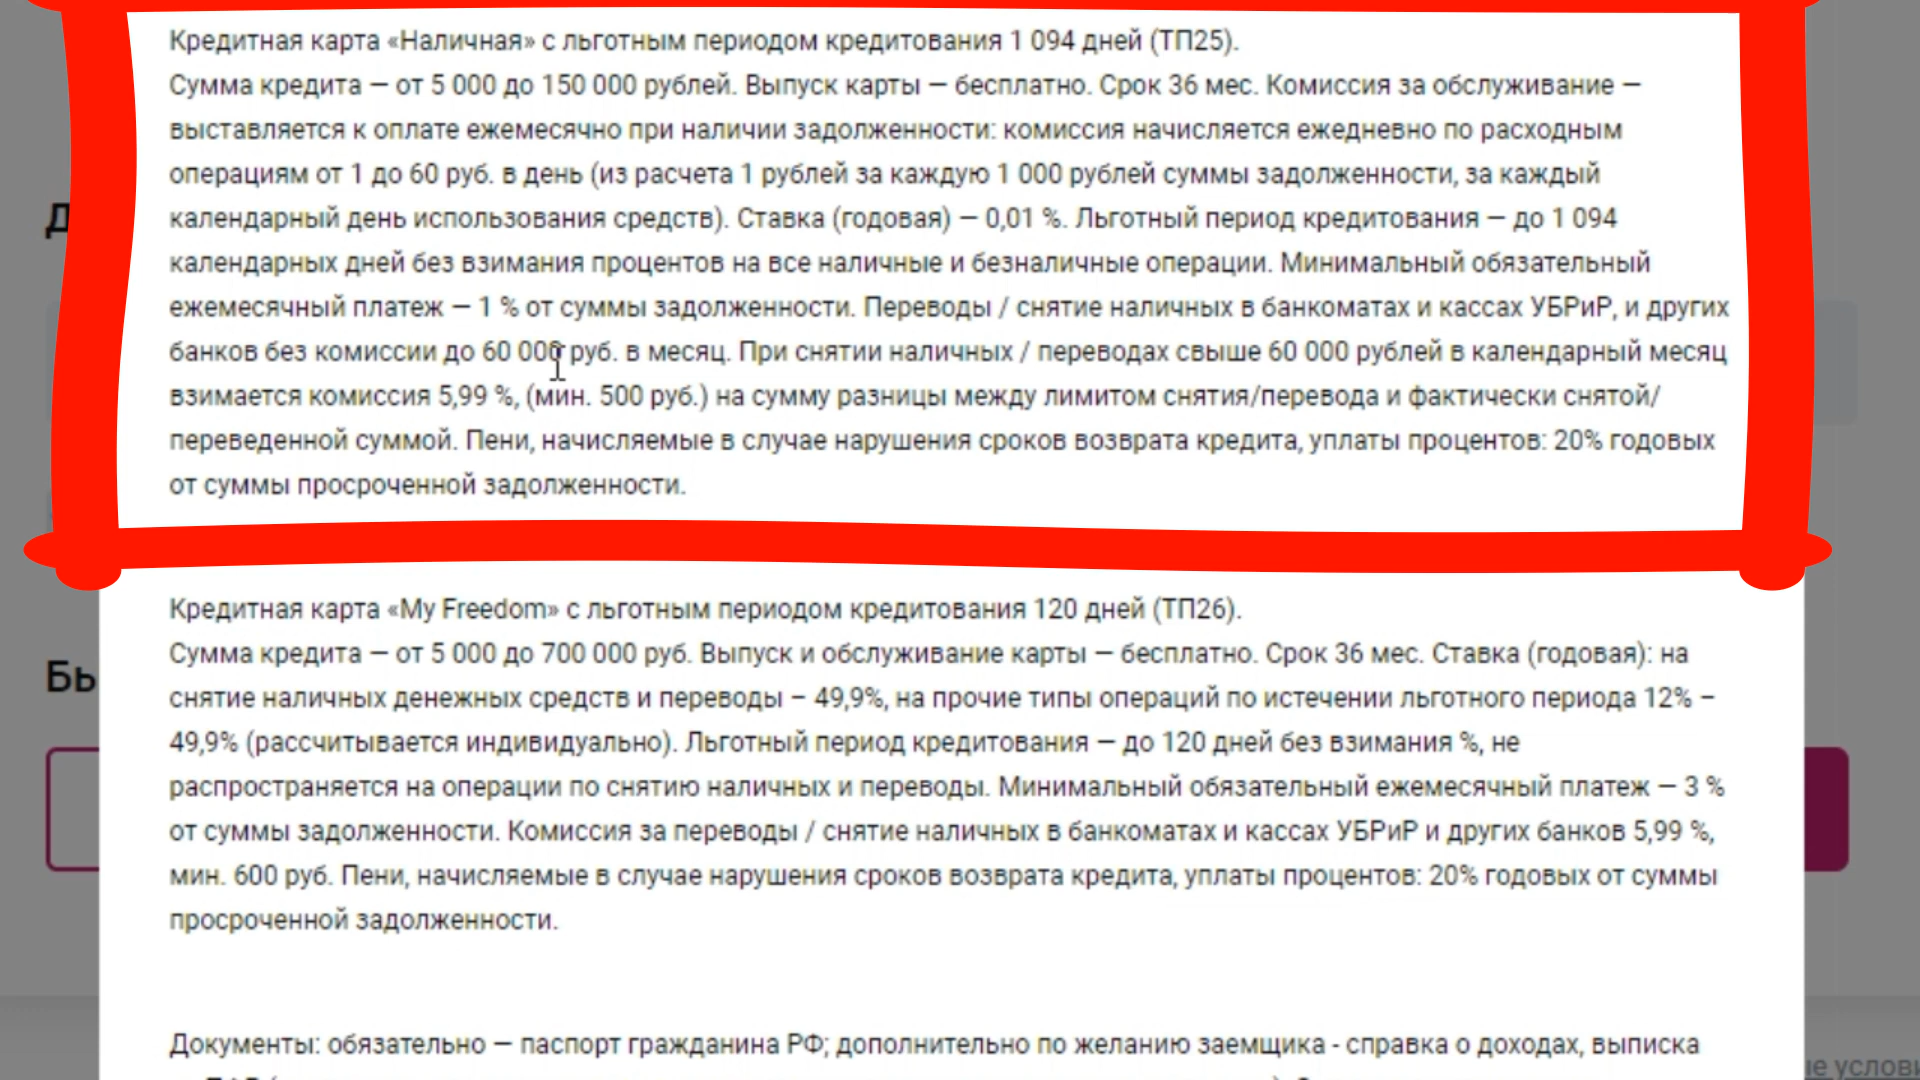 Кредитная карта «Наличная» с льготным периодом кредитования 1 094 дней (ТП25).
Сумма кредита — от 5 000 до 150 000 рублей. Выпуск карты — бесплатно. Срок 36 мес. Комиссия за обслуживание —
выставляется к оплате ежемесячно при наличии задолженности: комиссия начисляется ежедневно по расходным
операциям от 1 до 60 руб. в день (из расчета 1 рублей за каждую 1 000 рублей суммы задолженности, за каждый
Д
календарный день использования средств). Ставка (годовая) — 0,01 %. Льготный период кредитования — до 1 094
календарных дней без взимания процентов на все наличные и безналичные операции. Минимальный обязательный
ежемесячный платеж — 1 % от суммы задолженности. Переводы / снятие наличных в банкоматах и кассах УБРиР, и других
банков без комиссии до 60 000 руб. в месяц. При снятии наличных / переводах свыше 60 000 рублей в календарный месяц
взимается комиссия 5,99 %, (мин. 500 руб.) на сумму разницы между лимитом снятия/перевода и фактически снятой/
переведенной суммой. Пени, начисляемые в случае нарушения сроков возврата кредита, уплаты процентов: 20% годовых
от суммы просроченной задолженности.
Кредитная карта «My Freedom» с льготным периодом кредитования 120 дней (ТП26).
Сумма кредита — от 5 000 до 700 000 руб. Выпуск и обслуживание карты — бесплатно. Срок 36 мес. Ставка (годовая): на
Бы
снятие наличных денежных средств и переводы – 49,9%, на прочие типы операций по истечении льготного периода 12% –
49,9% (рассчитывается индивидуально). Льготный период кредитования — до 120 дней без взимания %, не
распространяется на операции по снятию наличных и переводы. Минимальный обязательный ежемесячный платеж — 3 %
от суммы задолженности. Комиссия за переводы / снятие наличных в банкоматах и кассах УБРиР и других банков 5,99 %,
мин. 600 руб. Пени, начисляемые в случае нарушения сроков возврата кредита, уплаты процентов: 20% годовых от суммы
просроченной задолженности.
Документы: обязательно — паспорт гражданина РФ; дополнительно по желанию заемщика - справка о доходах, выписка